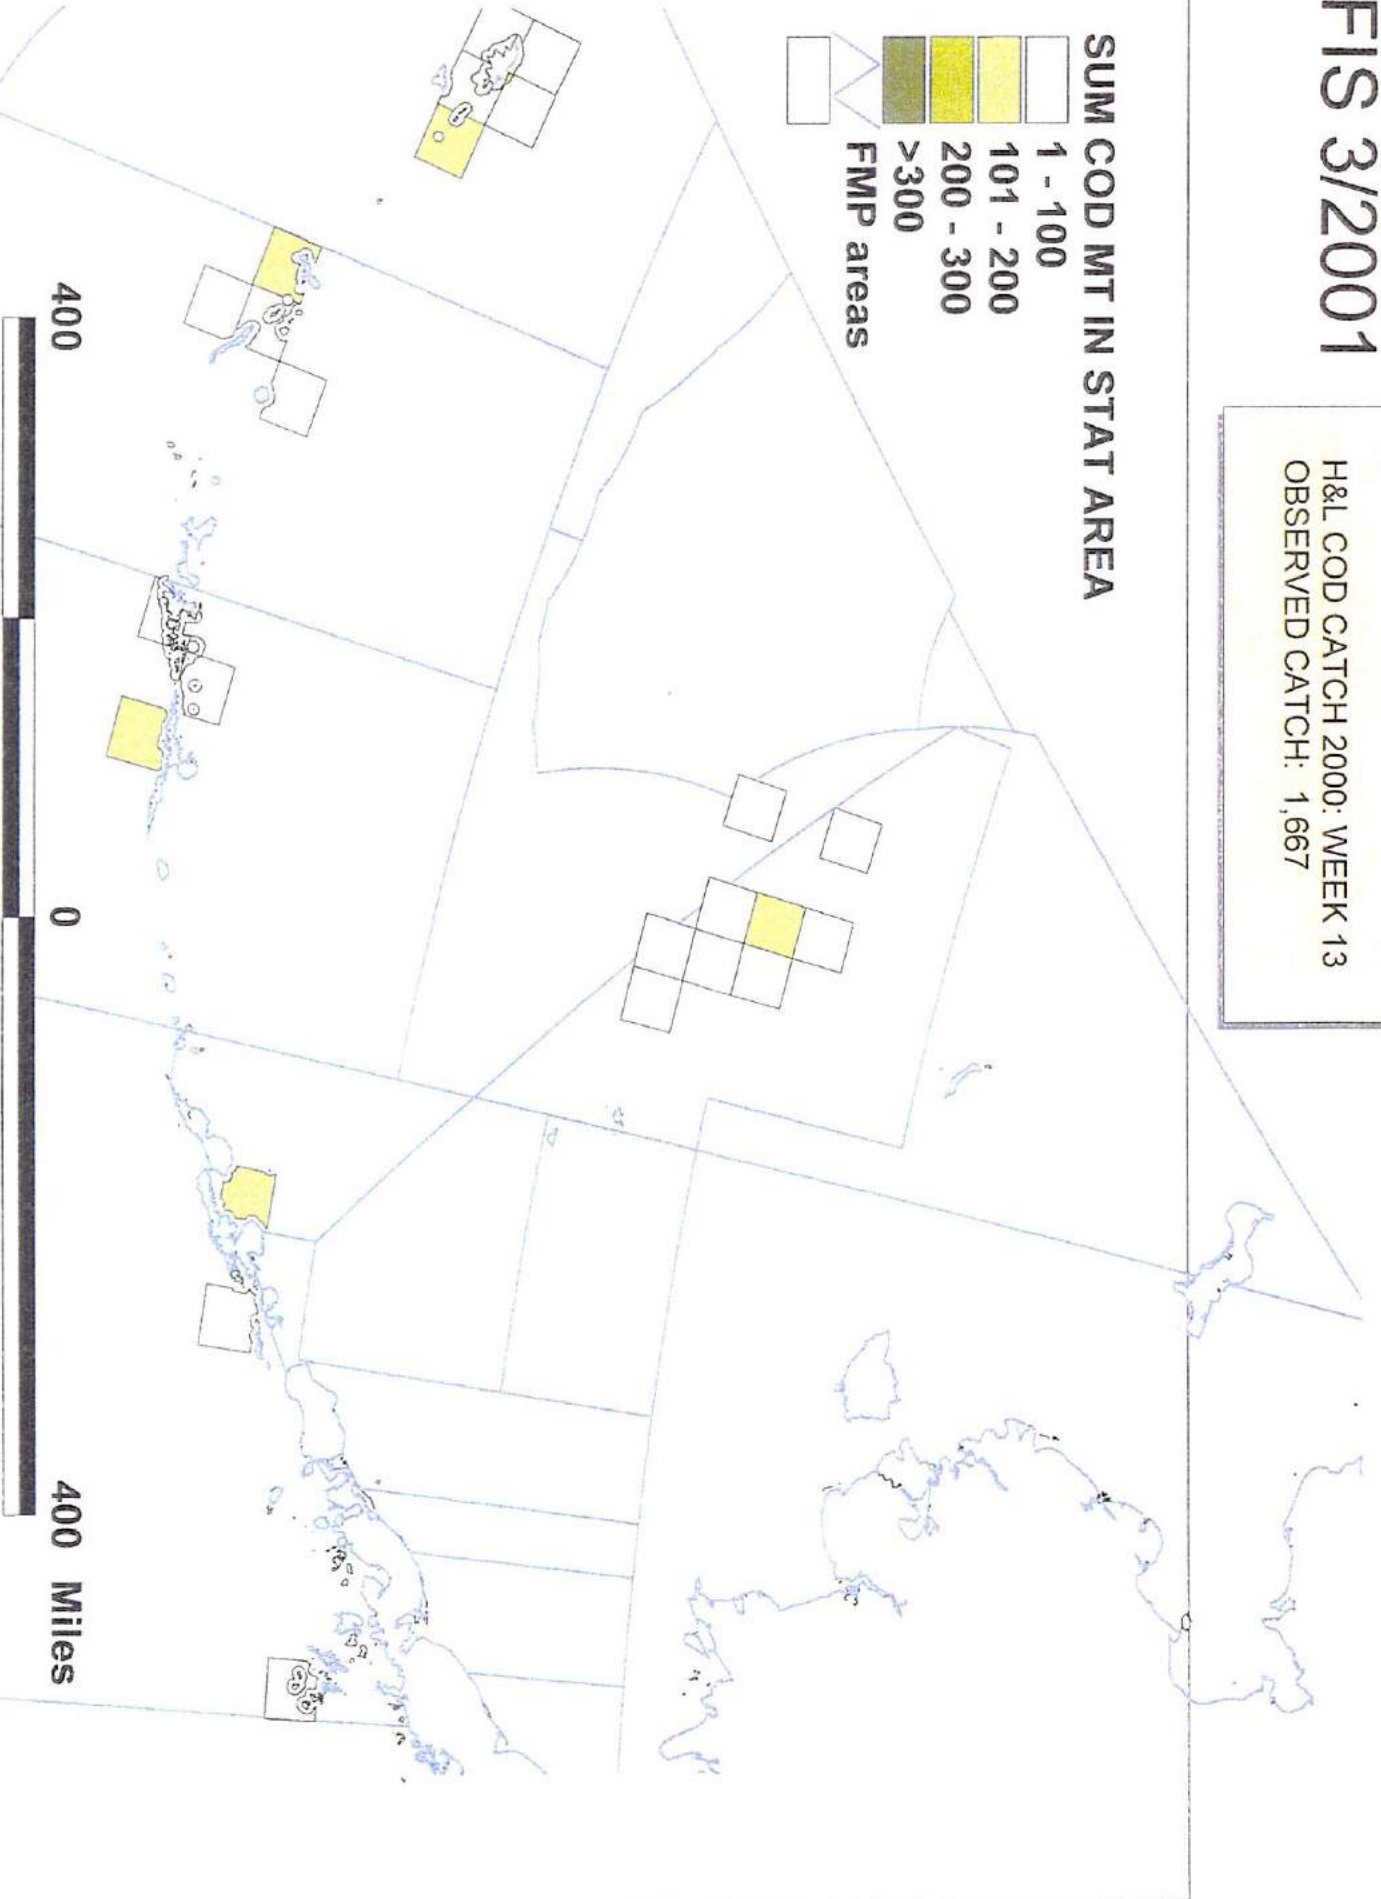 FIS 3/2001
H&L COD CATCH 2000: WEEK 13
OBSERVED CATCH: 1,667
SUM COD MT IN STAT AREA
1 - 100
101 - 200
200 - 300
>300
FMP areas
400 0 400 Miles